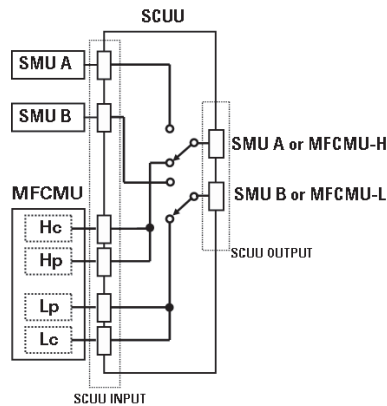 SCUU
SMU A
SMU B
SMU A or MFCMU-H
MFCMU
SMU B or MFCMU-L
Hc
Hp
SCUU OUTPUT
Lp
Lc
SCUU INPUT